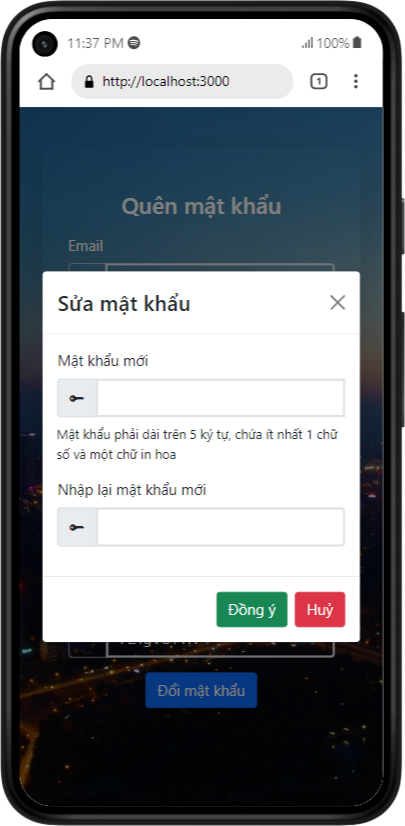 11:37 PM
100%
http://localhost:3000
1
Quên mật khẩu
Email
Sửa mật khẩu
Mật khẩu mới
Mật khẩu phải dài trên 5 ký tự, chứa ít nhất 1 chữ
số và một chữ in hoa
Nhập lại mật khẩu mới
Đồng ý
Huỷ
Đổi mật khẩu